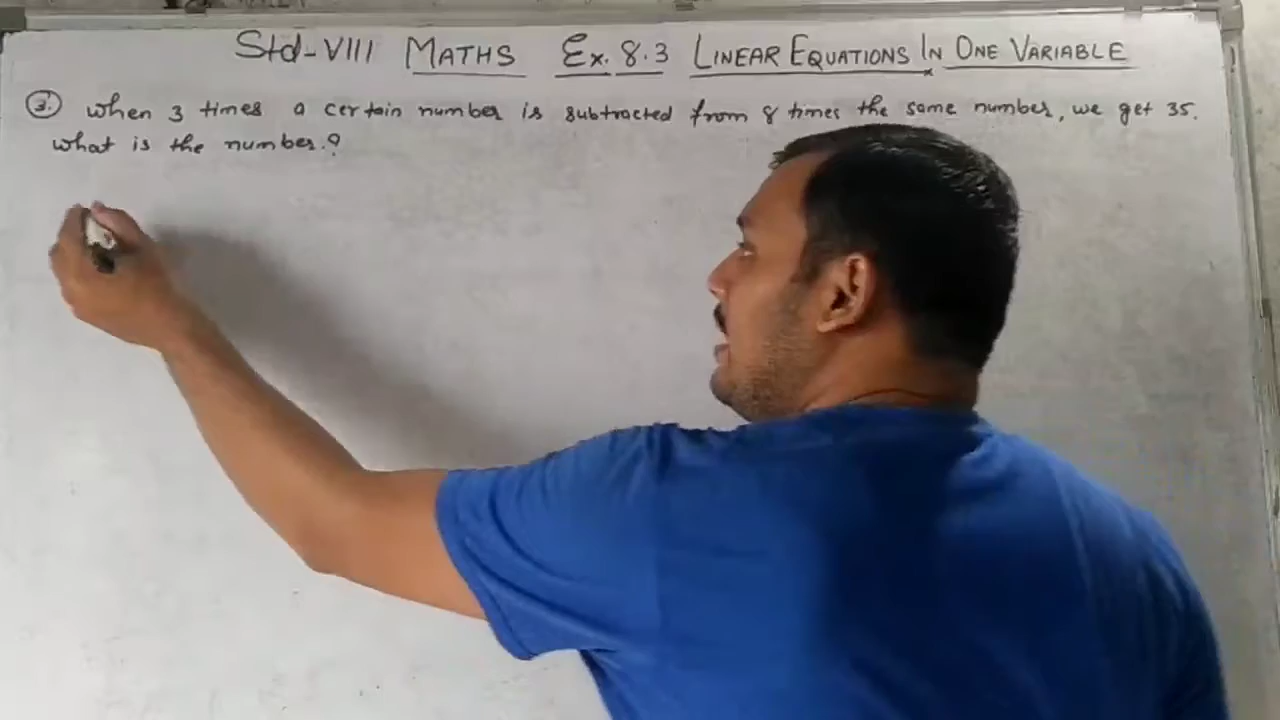 Std-VIII MATHS Ex. 8.3 LINEAR EQUATIONS IN ONE VARIABLE
3. When 3 times a certain number is subtracted from 8 times the same number, we get 35.
What is the number?